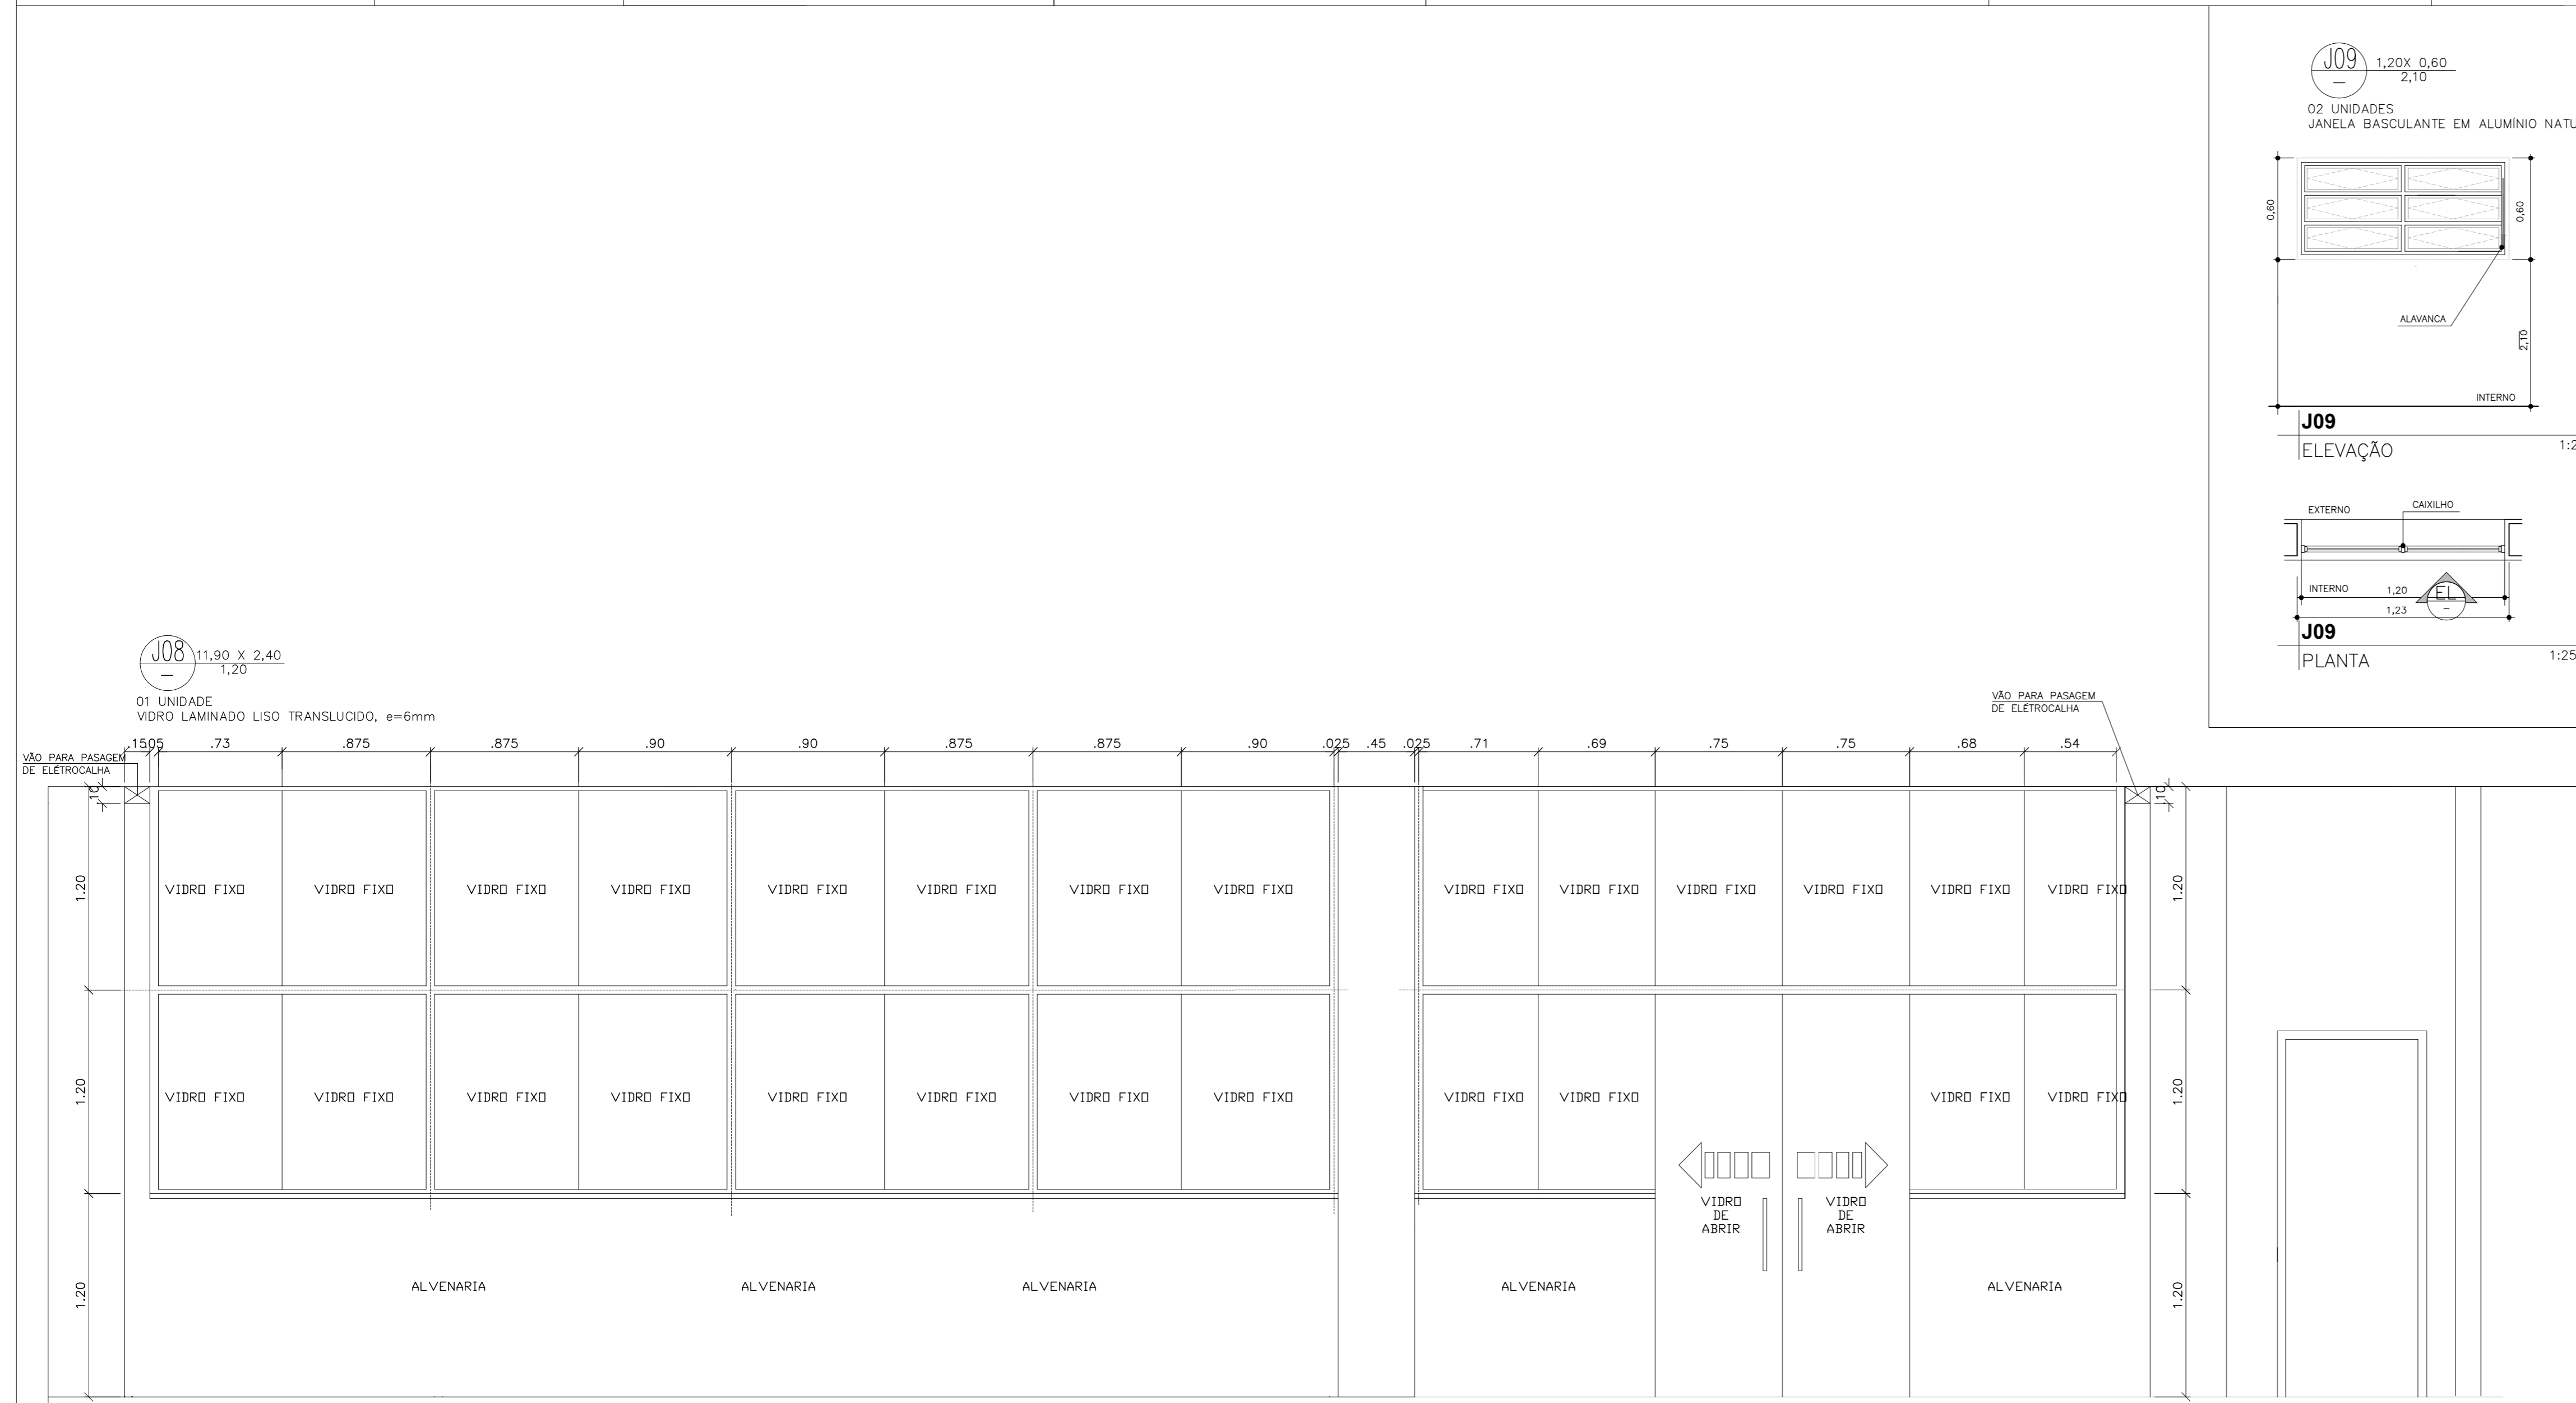 J09
1,20X 0,60
2,10
02 UNIDADES
JANELA BASCULANTE EM ALUMÍNIO NATU
0,60
0,60
ALAVANCA
2,10
INTERNO
J09
ELEVAÇÃO
1:2
EXTERNO
CAIXILHO
INTERNO
1,20
EL
1,23
J09
PLANTA
1:25
J08
11,90 X 2,40
1,20
01 UNIDADE
VIDRO LAMINADO LISO TRANSLUCIDO, e=6mm
VÃO PARA PASAGEM
DE ELÉTROCALHA
VÃO PARA PASAGEM
DE ELÉTROCALHA
.15 .05 .73 .875 .875 .90 .90 .875 .875 .90 .025 .45 .025 .71 .69 .75 .75 .68 .54
.10
.10
1.20
VIDRO FIXO VIDRO FIXO VIDRO FIXO VIDRO FIXO VIDRO FIXO VIDRO FIXO VIDRO FIXO VIDRO FIXO VIDRO FIXO VIDRO FIXO VIDRO FIXO VIDRO FIXO VIDRO FIXO VIDRO FIXO
1.20
1.20
VIDRO FIXO VIDRO FIXO VIDRO FIXO VIDRO FIXO VIDRO FIXO VIDRO FIXO VIDRO FIXO VIDRO FIXO VIDRO FIXO VIDRO FIXO VIDRO FIXO VIDRO FIXO
1.20
VIDRO
DE
ABRIR
VIDRO
DE
ABRIR
1.20
ALVENARIA ALVENARIA ALVENARIA ALVENARIA ALVENARIA
1.20